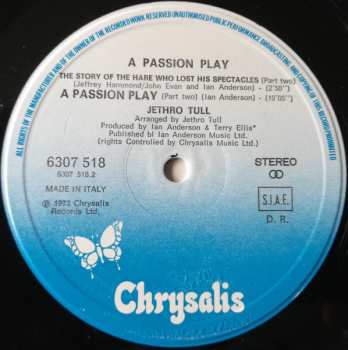 ALL RIGHTS OF THE MANUFACTURER AND OF THE OWNER OF THE RECORDED WORK RESERVED
UNAUTHORIZED PUBLIC PERFORMANCE BROADCASTING AND COPYING OF THIS RECORD PROHIBITED
A PASSION PLAY
THE STORY OF THE HARE WHO LOST HIS SPECTACLES (Part two)
(Jeffrey Hammond/John Evan and Ian Anderson) - (2'50'')
A PASSION PLAY (Part two) (Ian Anderson) - (19'05'')
JETHRO TULL
Arranged by Jethro Tull
Produced by Ian Anderson & Terry Ellis*
Published bl Ian Anderson Music Ltd.
(rights Controlled by Chrysalis Music Ltd.)
6307 518
6307 518.2
STEREO
MADE IN ITALY
S.I.A.E.
℗ 1973 Chrysalis
Records Ltd.
D. R.
Chrysalis